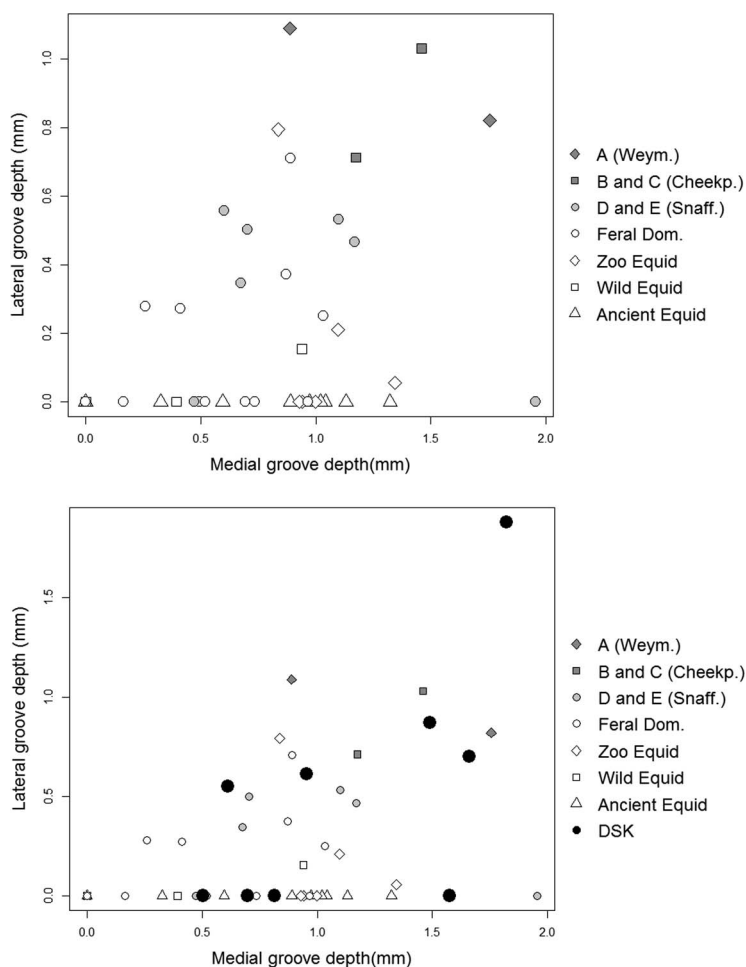 1.0
0.8
0.6
0.4
0.2
0.0
Lateral groove depth (mm)
0.0 0.5 1.0 1.5 2.0
Medial groove depth(mm)
A (Weym.)
B and C (Cheekp.)
D and E (Snaff.)
Feral Dom.
Zoo Equid
Wild Equid
Ancient Equid
1.5
1.0
0.5
0.0
Lateral groove depth (mm)
0.0 0.5 1.0 1.5 2.0
Medial groove depth(mm)
A (Weym.)
B and C (Cheekp.)
D and E (Snaff.)
Feral Dom.
Zoo Equid
Wild Equid
Ancient Equid
DSK